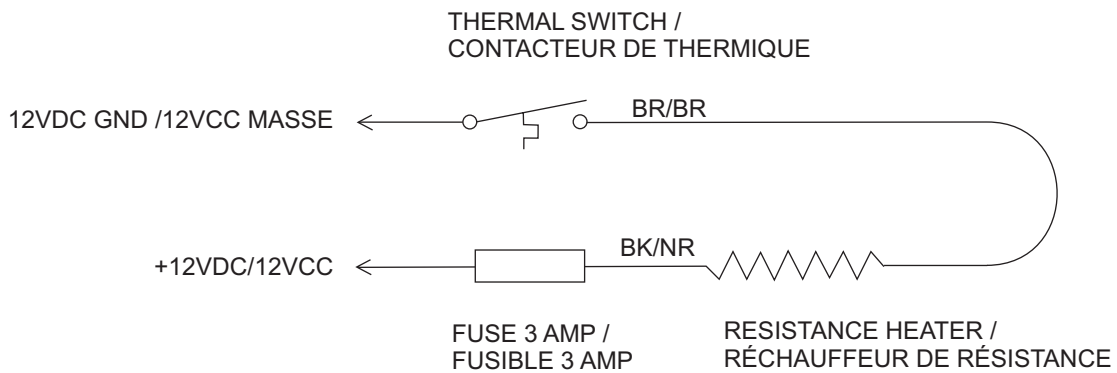 THERMAL SWITCH /
CONTACTEUR DE THERMIQUE
12VDC GND /12VCC MASSE
BR/BR
+12VDC/12VCC
BK/NR
FUSE 3 AMP /
FUSIBLE 3 AMP
RESISTANCE HEATER /
RÉCHAUFFEUR DE RÉSISTANCE